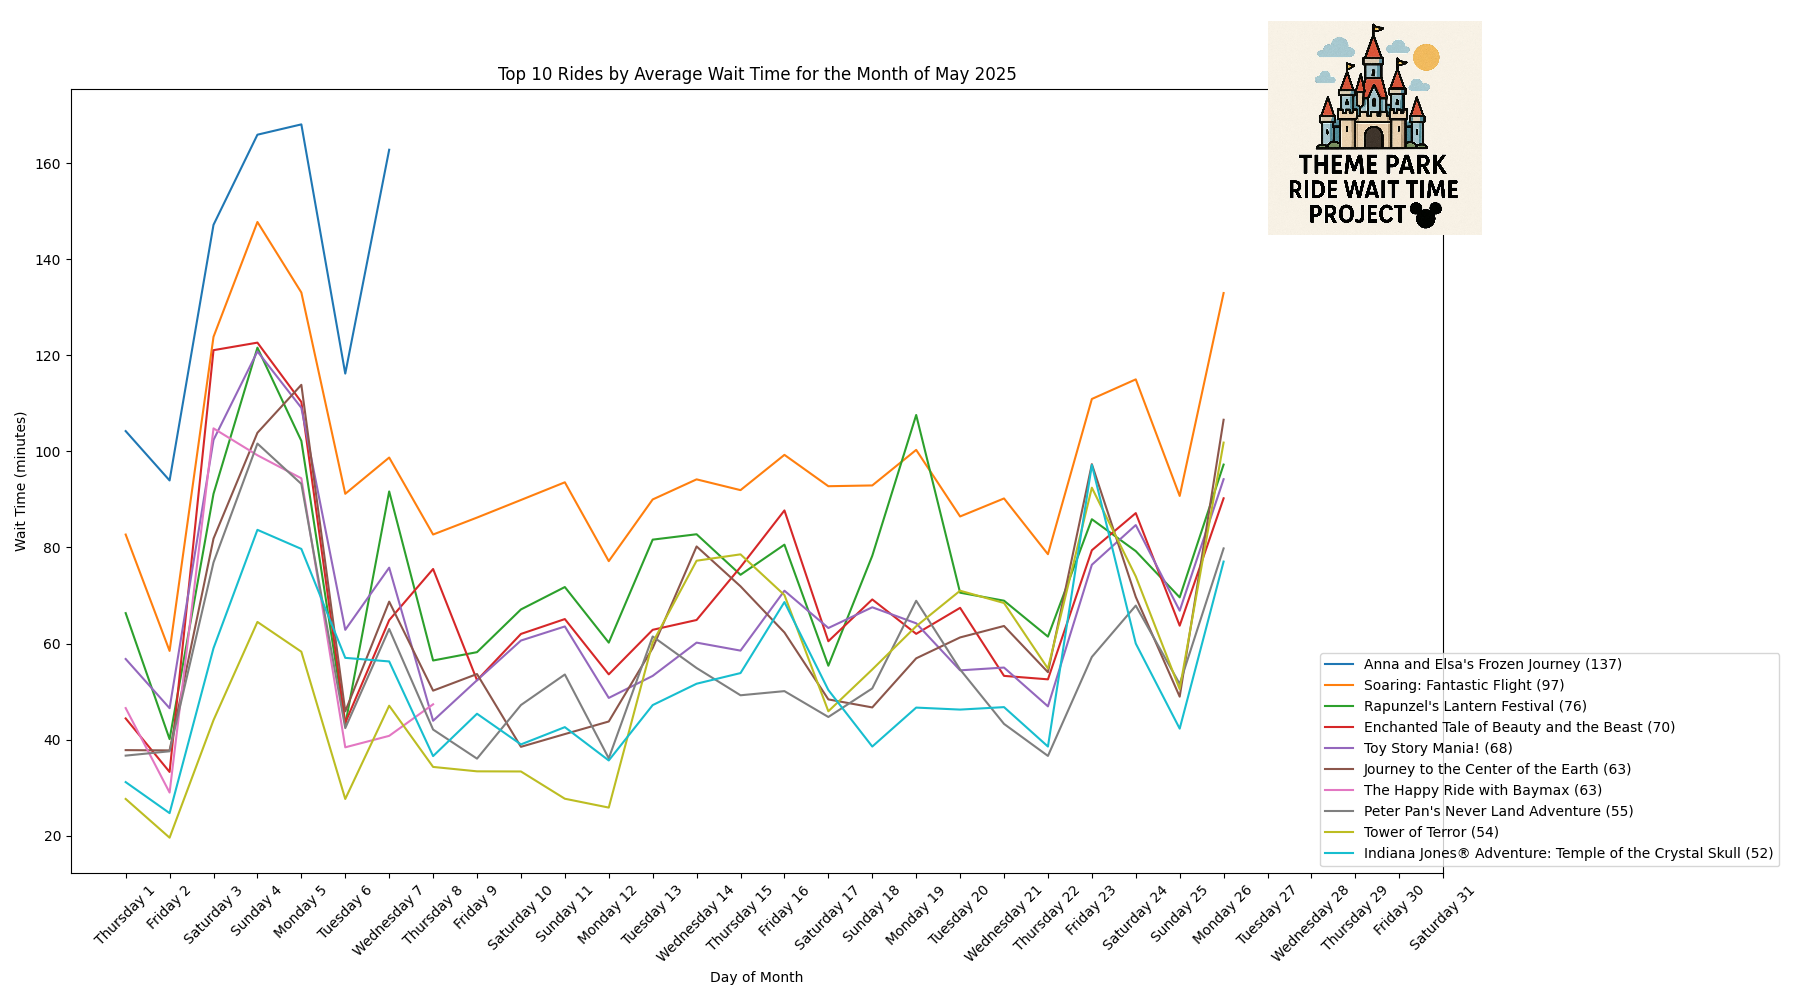 Top 10 Rides by Average Wait Time for the Month of May 2025
THEME PARK
RIDE WAIT TIME
PROJECT
Wait Time (minutes)
160
140
120
100
80
60
40
20
Anna and Elsa's Frozen Journey (137)
Soaring: Fantastic Flight (97)
Rapunzel's Lantern Festival (76)
Enchanted Tale of Beauty and the Beast (70)
Toy Story Mania! (68)
Journey to the Center of the Earth (63)
The Happy Ride with Baymax (63)
Peter Pan's Never Land Adventure (55)
Tower of Terror (54)
Indiana Jones® Adventure: Temple of the Crystal Skull (52)
Thursday 1
Friday 2
Saturday 3
Sunday 4
Monday 5
Tuesday 6
Wednesday 7
Thursday 8
Friday 9
Saturday 10
Sunday 11
Monday 12
Tuesday 13
Wednesday 14
Thursday 15
Friday 16
Saturday 17
Sunday 18
Monday 19
Tuesday 20
Wednesday 21
Thursday 22
Friday 23
Saturday 24
Sunday 25
Monday 26
Tuesday 27
Wednesday 28
Thursday 29
Friday 30
Saturday 31
Day of Month